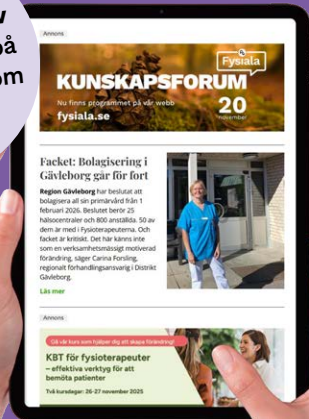 v
på
om
Annons
Fysiala
KUNSKAPSFORUM
Nu finns programmet på vår webb
fysiala.se
20
november
Facket: Bolagisering i
Gävleborg går för fort
Region Gävleborg har beslutat att
bolagisera all sin primärvård från 1
februari 2026. Beslutet berör 25
hälsocentraler och 800 anställda. 50 av
dem är med i Fysioterapeuterna. Och
facket är kritiskt. Det här känns inte
som en verksamhetsmässigt motiverad
förändring, säger Carina Forsling,
regionalt förhandlingsansvarig i Distrikt
Gävleborg.
Läs mer
Annons
Gå vår kurs som hjälper dig att skapa förändring!
KBT för fysioterapeuter
– effektiva verktyg för att
bemöta patienter
Två kursdagar: 26-27 november 2025